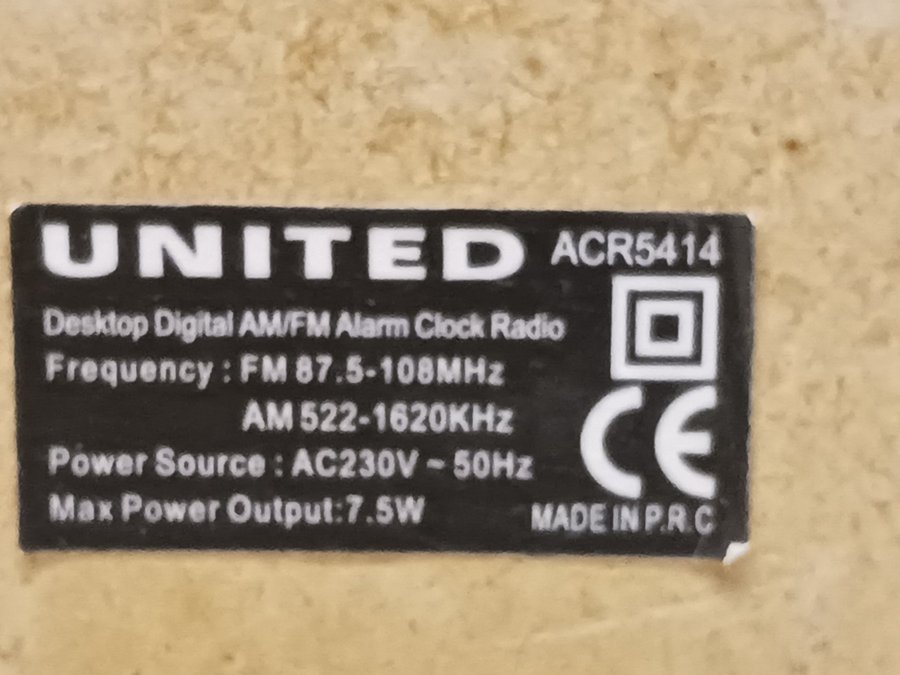 UNITED ACR5414
Desktop Digital AM/FM Alarm Clock Radio
Frequency : FM 87.5-108MHz
AM 522-1620KHz
Power Source : AC230V ~ 50Hz
Max Power Output:7.5W
CE
MADE IN P.R.C